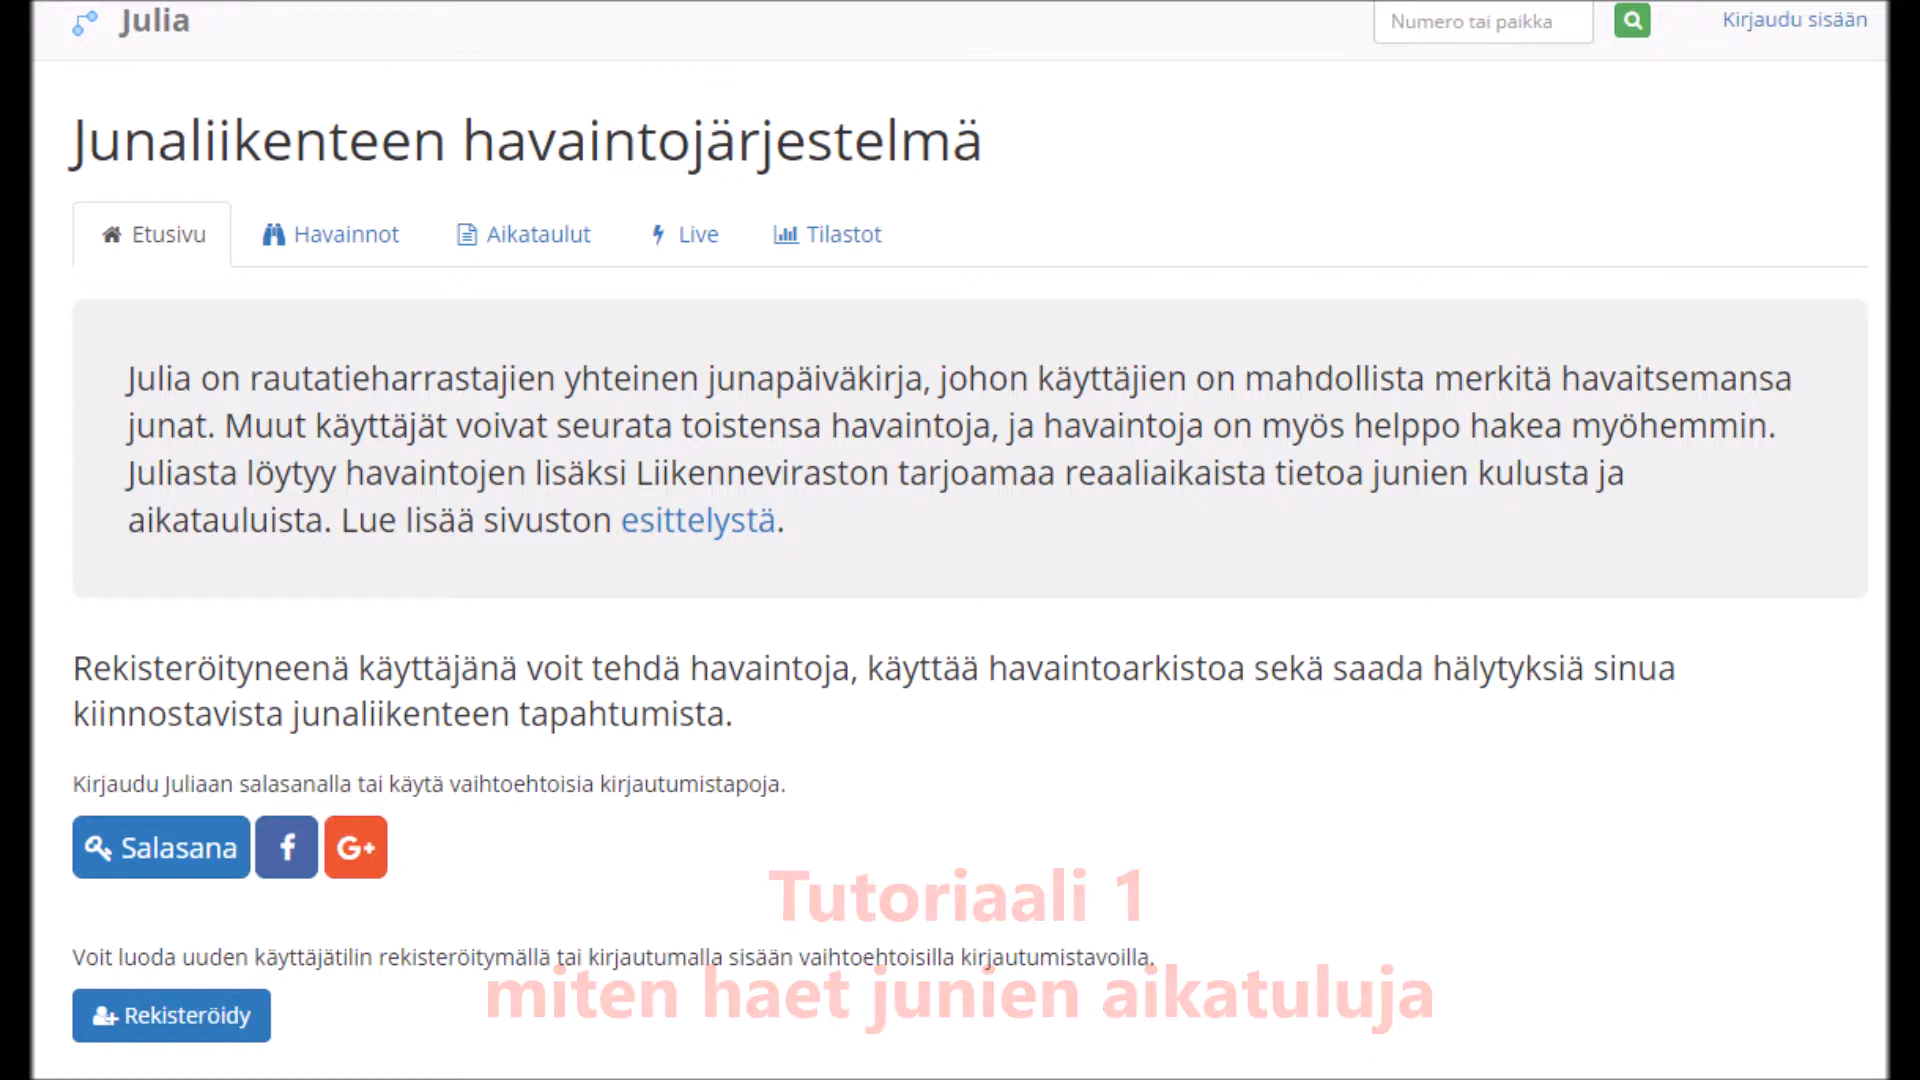 Julia
Numero tai paikka
Kirjaudu sisään
Junaliikenteen havaintojärjestelmä
Etusivu
Havainnot
Aikataulut
Live
Tilastot
Julia on rautatieharrastajien yhteinen junapäiväkirja, johon käyttäjien on mahdollista merkitä havaitsemansa
junat. Muut käyttäjät voivat seurata toistensa havaintoja, ja havaintoja on myös helppo hakea myöhemmin.
Juliasta löytyy havaintojen lisäksi Liikenneviraston tarjoamaa reaaliaikaista tietoa junien kulusta ja
aikatauluista. Lue lisää sivuston esittelystä.
Rekisteröityneenä käyttäjänä voit tehdä havaintoja, käyttää havaintoarkistoa sekä saada hälytyksiä sinua
kiinnostavista junaliikenteen tapahtumista.
Kirjaudu Juliaan salasanalla tai käytä vaihtoehtoisia kirjautumistapoja.
Salasana
f
G+
Tutoriaali 1
Voit luoda uuden käyttäjätilin rekisteröitymällä tai kirjautumalla sisään vaihtoehtoisilla kirjautumistavoilla.
miten haet junien aikatuluja
Rekisteröidy